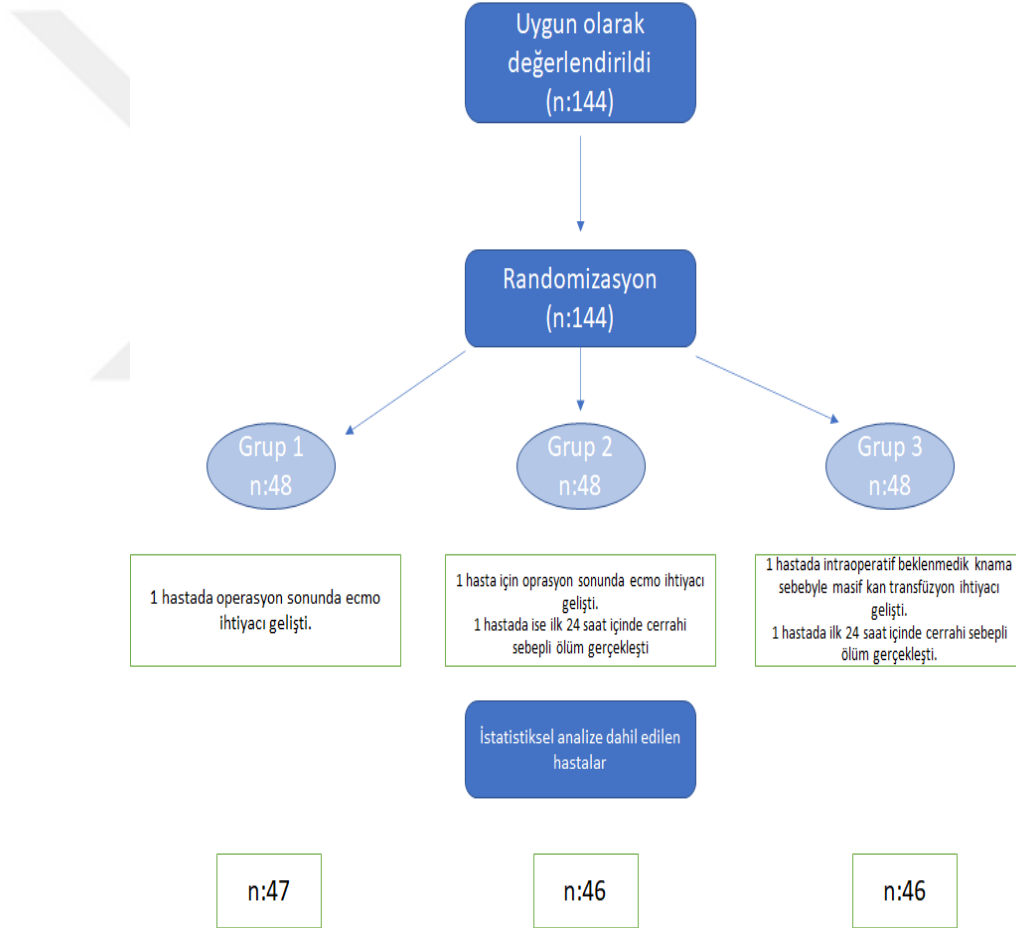 Uygun olarak
değerlendirildi
(n:144)
Randomizasyon
(n:144)
Grup 1
n:48
Grup 2
n:48
Grup 3
n:48
1 hastada operasyon sonunda ecmo
ihtiyacı gelişti.
1 hasta için oprasyon sonunda ecmo ihtiyacı
gelişti.
1 hastada ise ilk 24 saat içinde cerrahi
sebepli ölüm gerçekleşti
1 hastada intraoperatif beklenmedik knama
sebebyle masif kan transfüzyon ihtiyacı
gelişti.
1 hastada ilk 24 saat içinde cerrahi sebepli
ölüm gerçekleşti.
İstatistiksel analize dahil edilen
hastalar
n:47
n:46
n:46